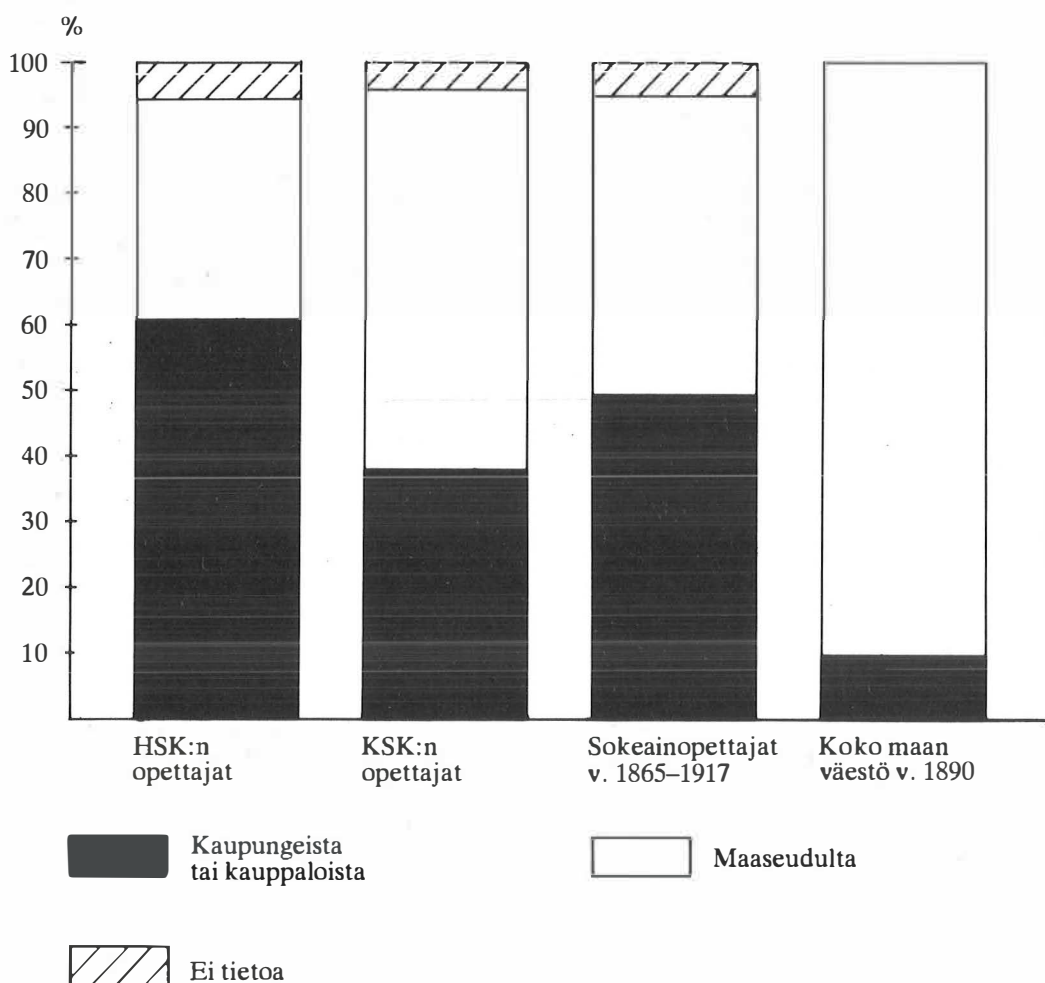 %
100
90
80
70
60
50
40
30
20
10
HSK:n
opettajat
KSK:n
opettajat
Sokeainopettajat
v. 1865–1917
Koko maan
väestö v. 1890
Kaupungeista
tai kauppaloista
Maaseudulta
Ei tietoa